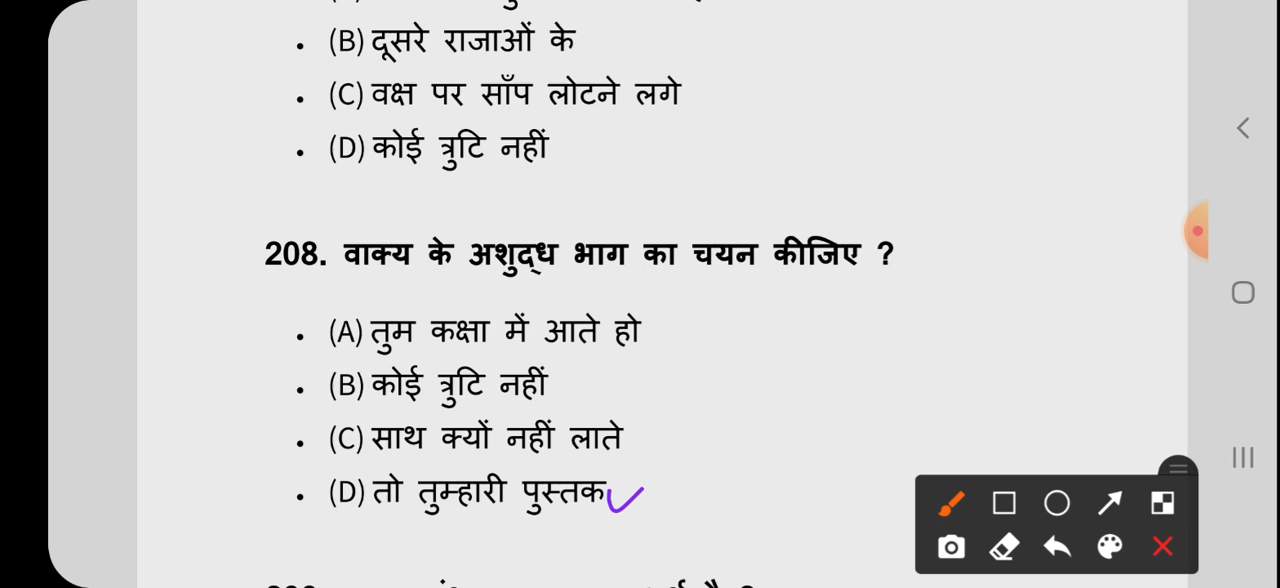 • (B) दूसरे राजाओं के
• (C) वक्ष पर साँप लोटने लगे
• (D) कोई त्रुटि नहीं
208. वाक्य के अशुद्ध भाग का चयन कीजिए ?
• (A) तुम कक्षा में आते हो
• (B) कोई त्रुटि नहीं
• (C) साथ क्यों नहीं लाते
• (D) तो तुम्हारी पुस्तक